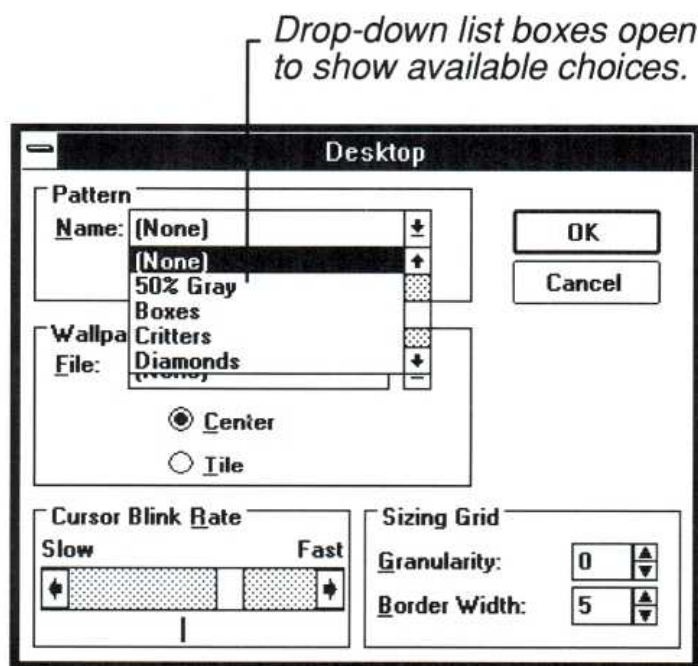 Drop-down list boxes open
to show available choices.
Desktop
Pattern
Name: (None)
(None)
50% Gray
Boxes
Critters
Diamonds
OK
Cancel
Wallpa
File: (None)
Center
Tile
Cursor Blink Rate
Slow Fast
Sizing Grid
Granularity: 0
Border Width: 5